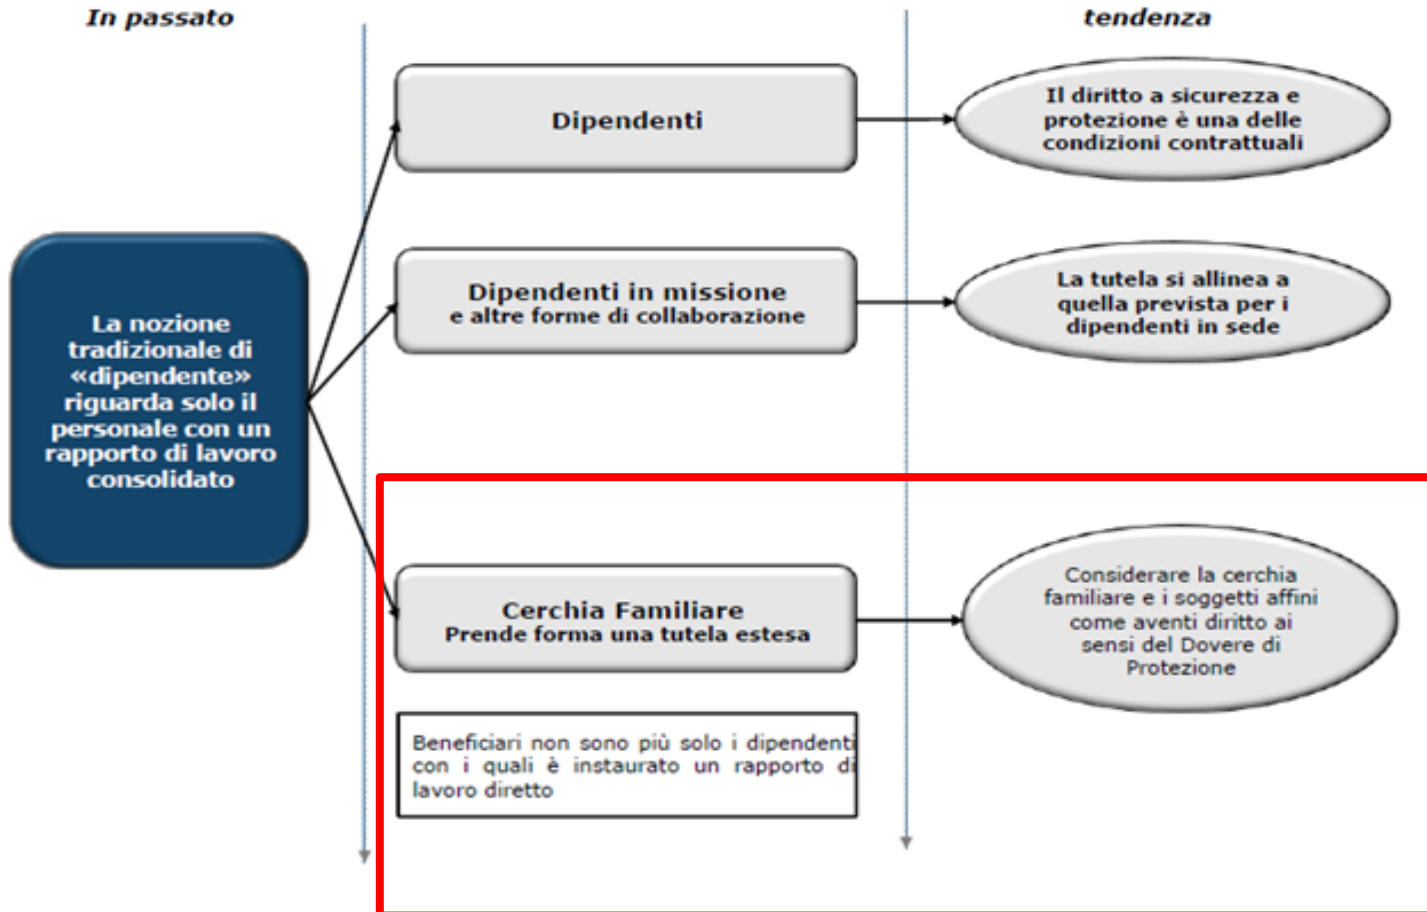 In passato
tendenza
La nozione
tradizionale di
«dipendente»
riguarda solo il
personale con un
rapporto di lavoro
consolidato
Dipendenti
Il diritto a sicurezza e
protezione è una delle
condizioni contrattuali
Dipendenti in missione
e altre forme di collaborazione
La tutela si allinea a
quella prevista per i
dipendenti in sede
Cerchia Familiare
Prende forma una tutela estesa
Considerare la cerchia
familiare e i soggetti affini
come aventi diritto ai
sensi del Dovere di
Protezione
Beneficiari non sono più solo i dipendenti
con i quali è instaurato un rapporto di
lavoro diretto